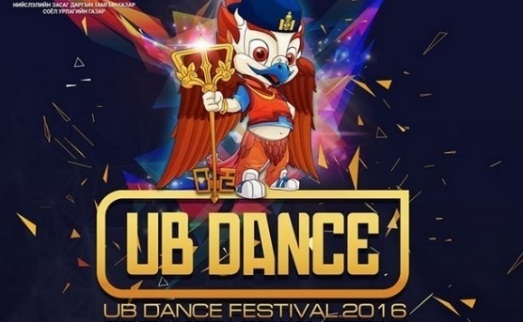 НИЙСЛЭЛИЙН ЗАСАГ ДАРГЫН ТАМГЫН ГАЗАР
СОЁЛ УРЛАГИЙН ГАЗАР
UB DANCE
UB DANCE FESTIVAL.2016